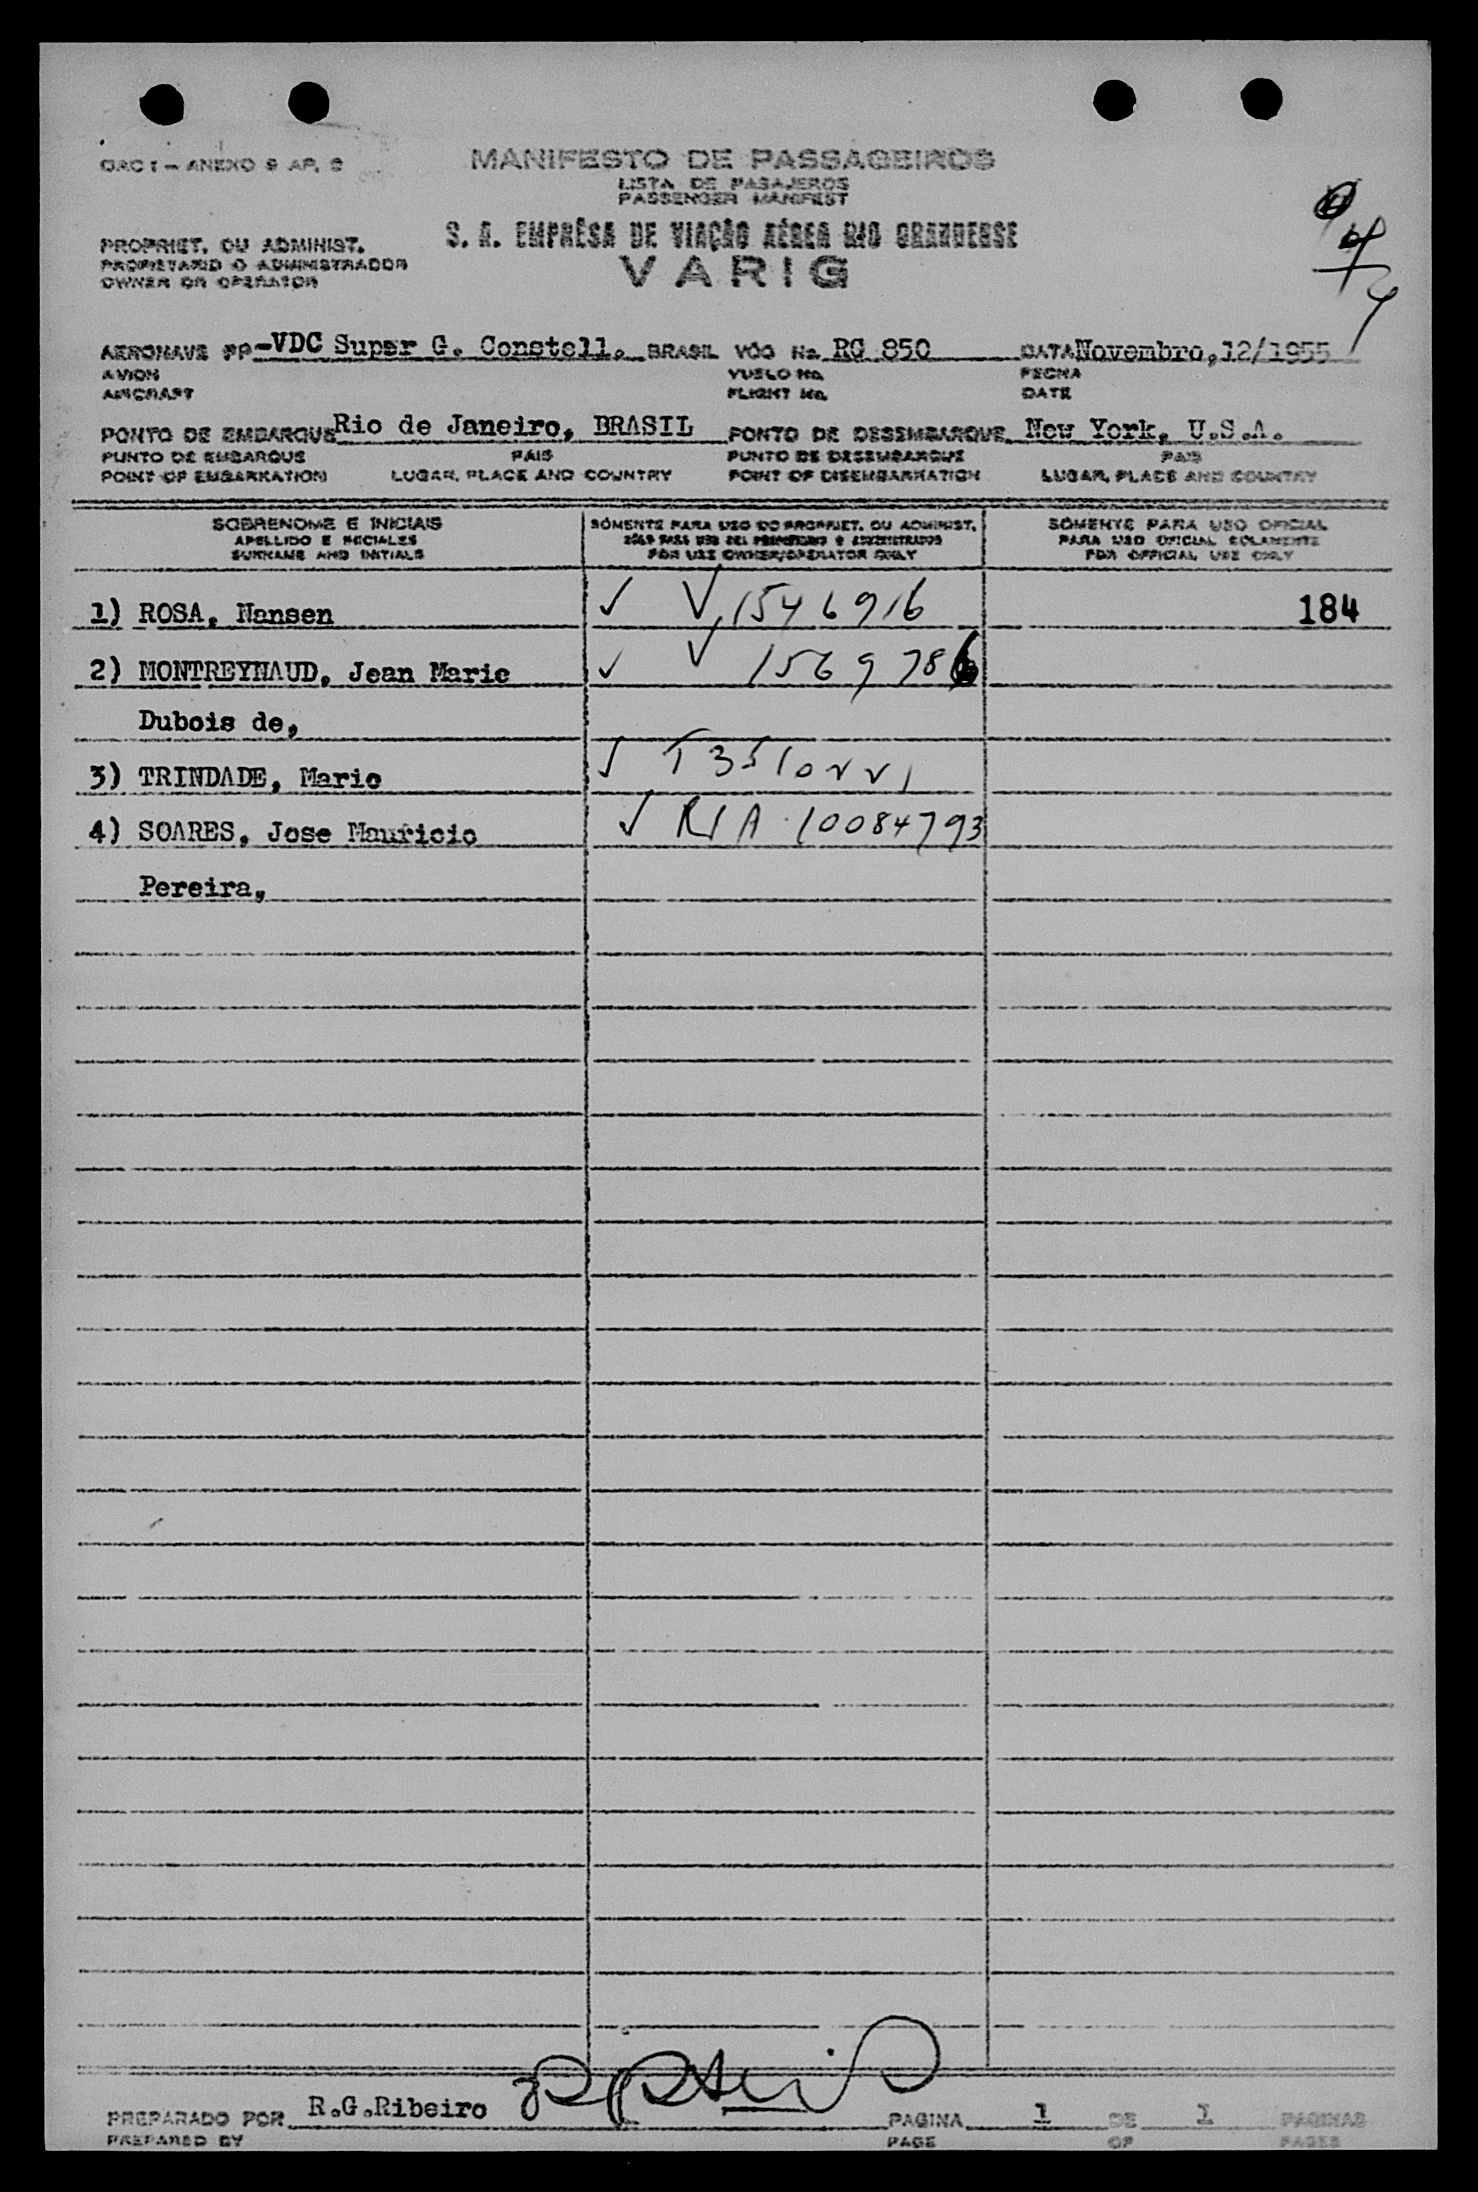 OAC I - ANEXO 9 AP. 2
MANIFESTO DE PASSAGEIROS
LISTA DE PASAJEROS
PASSENGER MANIFEST
S. A. EMPRÊSA DE VIAÇÃO AÉREA RIO GRANDENSE
VARIG
PROPRIET. OU ADMINIST.
PROPIETARIO O ADMINISTRADOR
OWNER OR OPERATOR
AERONAVE PP-VDC Super G. Constell. BRASIL VÔO No. RG 850 DATA Novembro,12/1955
AVION VUELO No. FECHA
AIRCRAFT FLIGHT No. DATE
PONTO DE EMBARQUE Rio de Janeiro, BRASIL PONTO DE DESEMBARQUE New York, U.S.A.
PUNTO DE EMBARQUE PAIS PUNTO DE DESEMBARQUE PAIS
POINT OF EMBARKATION LUGAR, PLACE AND COUNTRY POINT OF DISEMBARKATION LUGAR, PLACE AND COUNTRY
SOBRENOME E INICIAIS SÓMENTE PARA USO DO PROPRIET. OU ADMINIST. SÓMENTE PARA USO OFICIAL
APELLIDO E INICIALES PARA USO OFICIAL SOLAMENTE
SURNAME AND INITIALS FOR USE OWNER/OPERATOR ONLY FOR OFFICIAL USE ONLY
1) ROSA, Nansen ✓ V 1546916 184
2) MONTREYNAUD, Jean Marie ✓ V 1569786
Dubois de,
3) TRINDADE, Mario ✓ T
4) SOARES, Jose Mauricio ✓ R/A 10084793
Pereira,
PREPARADO POR R.G.Ribeiro PAGINA 1 DE 1 PAGINAS
PREPARED BY PAGE OF PAGES